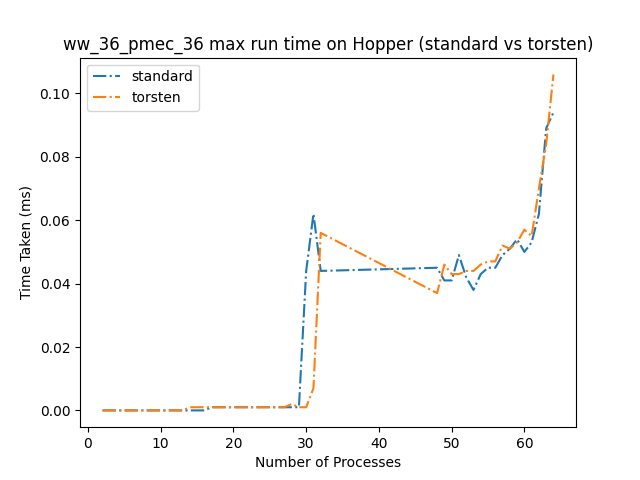 ww_36_pmec_36 max run time on Hopper (standard vs torsten)
standard
torsten
Time Taken (ms)
0.10
0.08
0.06
0.04
0.02
0.00
0 10 20 30 40 50 60
Number of Processes